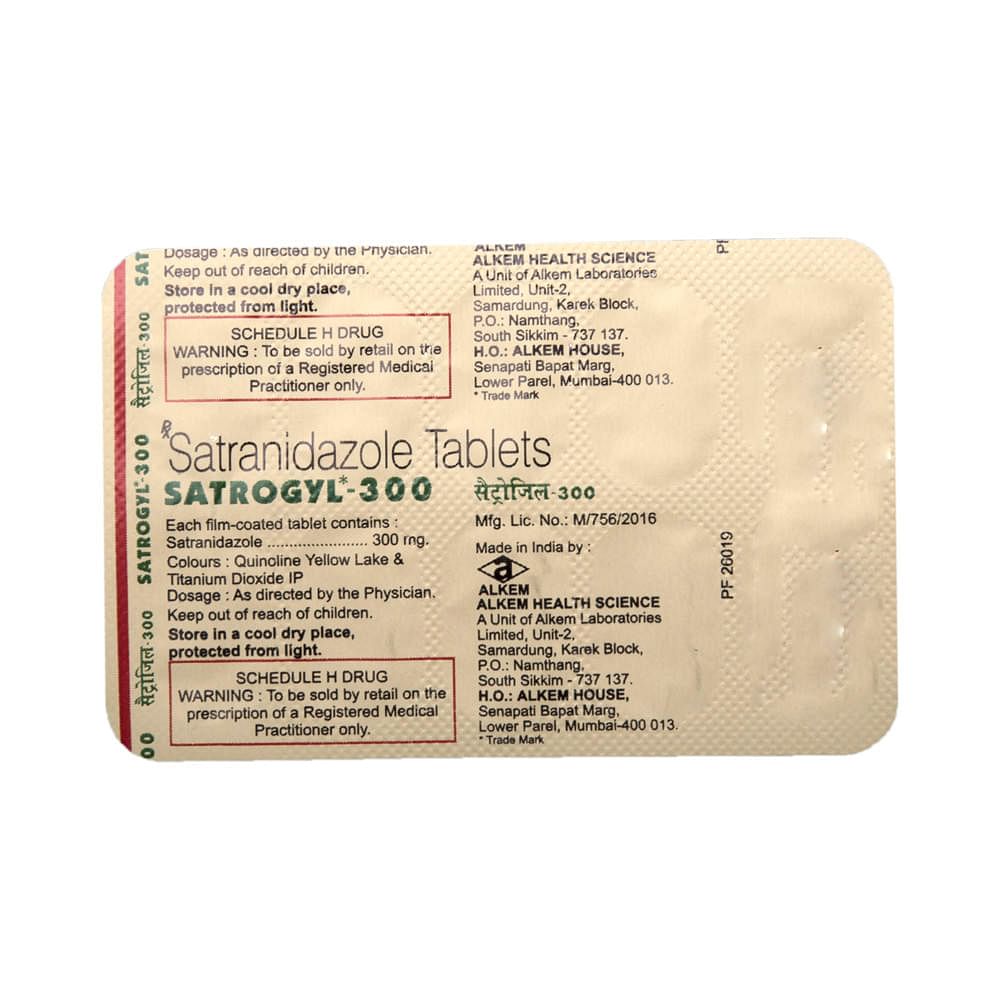 Dosage : As directed by the Physician.
Keep out of reach of children.
Store in a cool dry place,
protected from light.
SCHEDULE H DRUG
WARNING : To be sold by retail on the
prescription of a Registered Medical
Practitioner only.
ALKEM
ALKEM HEALTH SCIENCE
A Unit of Alkem Laboratories
Limited, Unit-2,
Samardung, Karek Block,
P.O.: Namthang,
South Sikkim - 737 137.
H.O.: ALKEM HOUSE,
Senapati Bapat Marg,
Lower Parel, Mumbai-400 013.
* Trade Mark
Rx Satranidazole Tablets
SATROGYL*-300 सैट्रोजिल-300
Each film-coated tablet contains :
Satranidazole ...................... 300 mg.
Colours : Quinoline Yellow Lake &
Titanium Dioxide IP
Dosage : As directed by the Physician.
Keep out of reach of children.
Store in a cool dry place,
protected from light.
SCHEDULE H DRUG
WARNING : To be sold by retail on the
prescription of a Registered Medical
Practitioner only.
Mfg. Lic. No.: M/756/2016
Made in India by :
a
ALKEM
ALKEM HEALTH SCIENCE
A Unit of Alkem Laboratories
Limited, Unit-2,
Samardung, Karek Block,
P.O.: Namthang,
South Sikkim - 737 137.
H.O.: ALKEM HOUSE,
Senapati Bapat Marg,
Lower Parel, Mumbai-400 013.
* Trade Mark
00 सैट्रोजिल-300 SATROGYL*-300 सैट्रोजिल-300 SAT
PF 26019